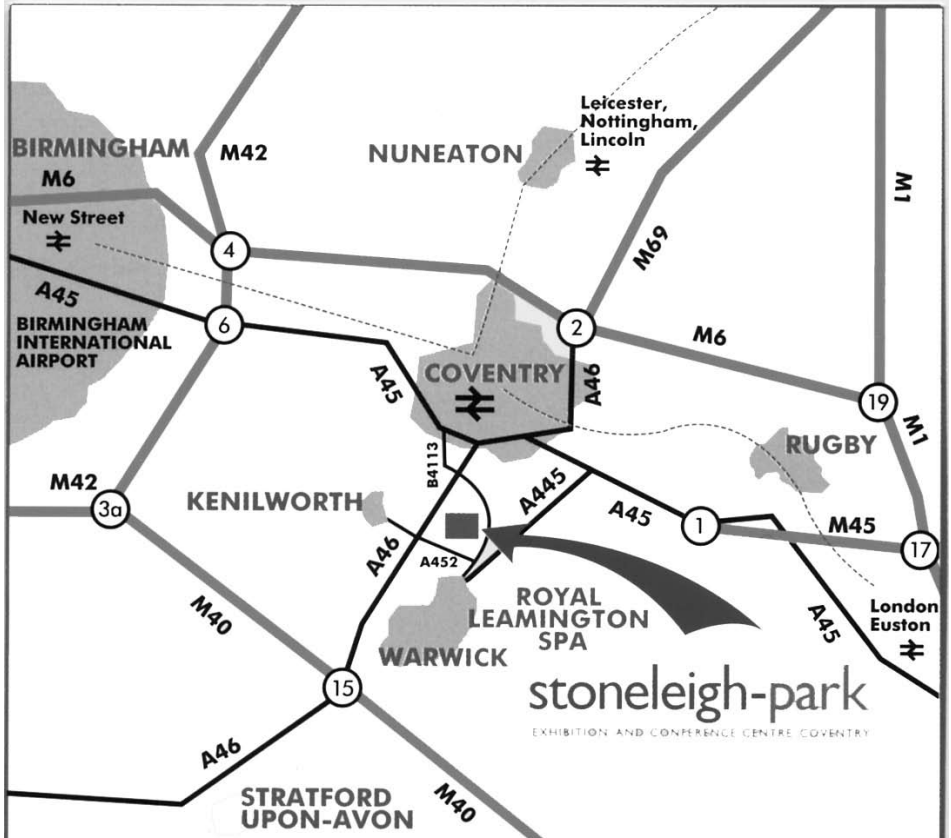 Leicester,
Nottingham,
Lincoln
BIRMINGHAM
M42
NUNEATON
M6
M1
New Street
M69
4
A45
6
BIRMINGHAM
INTERNATIONAL
AIRPORT
2
M6
A45
COVENTRY
A46
19
M1
RUGBY
B4113
M42
3a
KENILWORTH
A445
A45
1
M45
17
A46
A452
M40
ROYAL
LEAMINGTON
SPA
A45
London
Euston
WARWICK
15
stoneleigh-park
EXHIBITION AND CONFERENCE CENTRE COVENTRY
A46
M40
STRATFORD
UPON-AVON